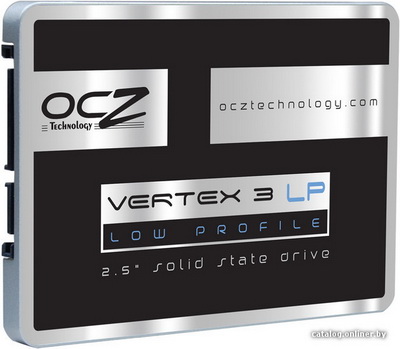 OCZ
Technology
ocztechnology.com
VERTEX 3 LP
LOW PROFILE
2.5" solid state drive
catalog.onliner.by